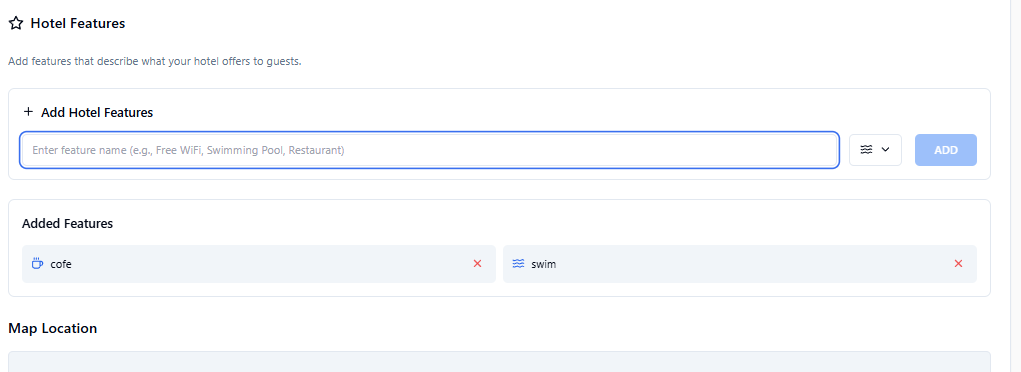 Hotel Features
Add features that describe what your hotel offers to guests.
Add Hotel Features
Enter feature name (e.g., Free WiFi, Swimming Pool, Restaurant)
ADD
Added Features
cofe
swim
Map Location